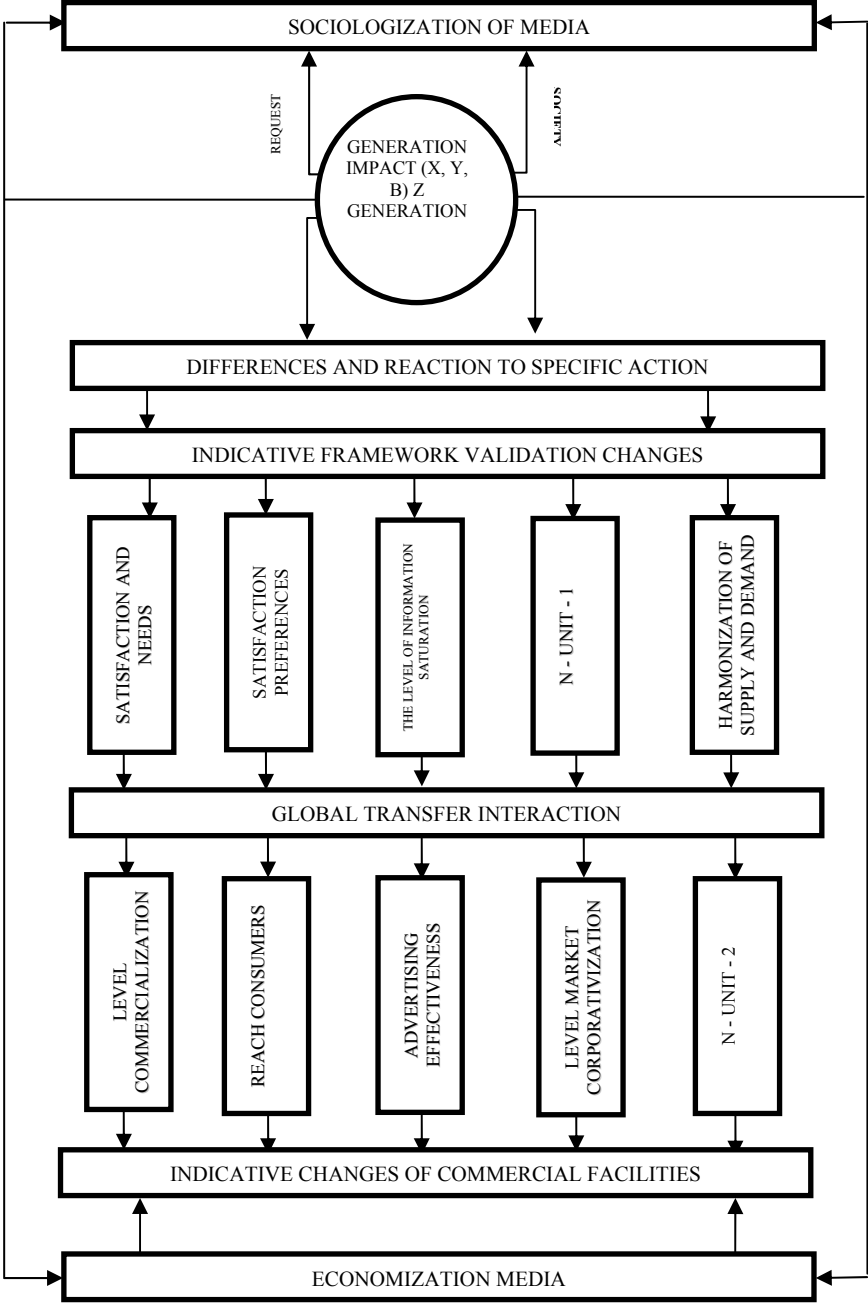 SOCIOLOGIZATION OF MEDIA
REQUEST
SOCIETY
GENERATION
IMPACT (X, Y,
B) Z
GENERATION
DIFFERENCES AND REACTION TO SPECIFIC ACTION
INDICATIVE FRAMEWORK VALIDATION CHANGES
SATISFACTION AND
NEEDS
SATISFACTION
PREFERENCES
THE LEVEL OF INFORMATION
SATURATION
N - UNIT - 1
HARMONIZATION OF
SUPPLY AND DEMAND
GLOBAL TRANSFER INTERACTION
LEVEL
COMMERCIALIZATION
REACH CONSUMERS
ADVERTISING
EFFECTIVENESS
LEVEL MARKET
CORPORATIVIZATION
N - UNIT - 2
INDICATIVE CHANGES OF COMMERCIAL FACILITIES
ECONOMIZATION MEDIA